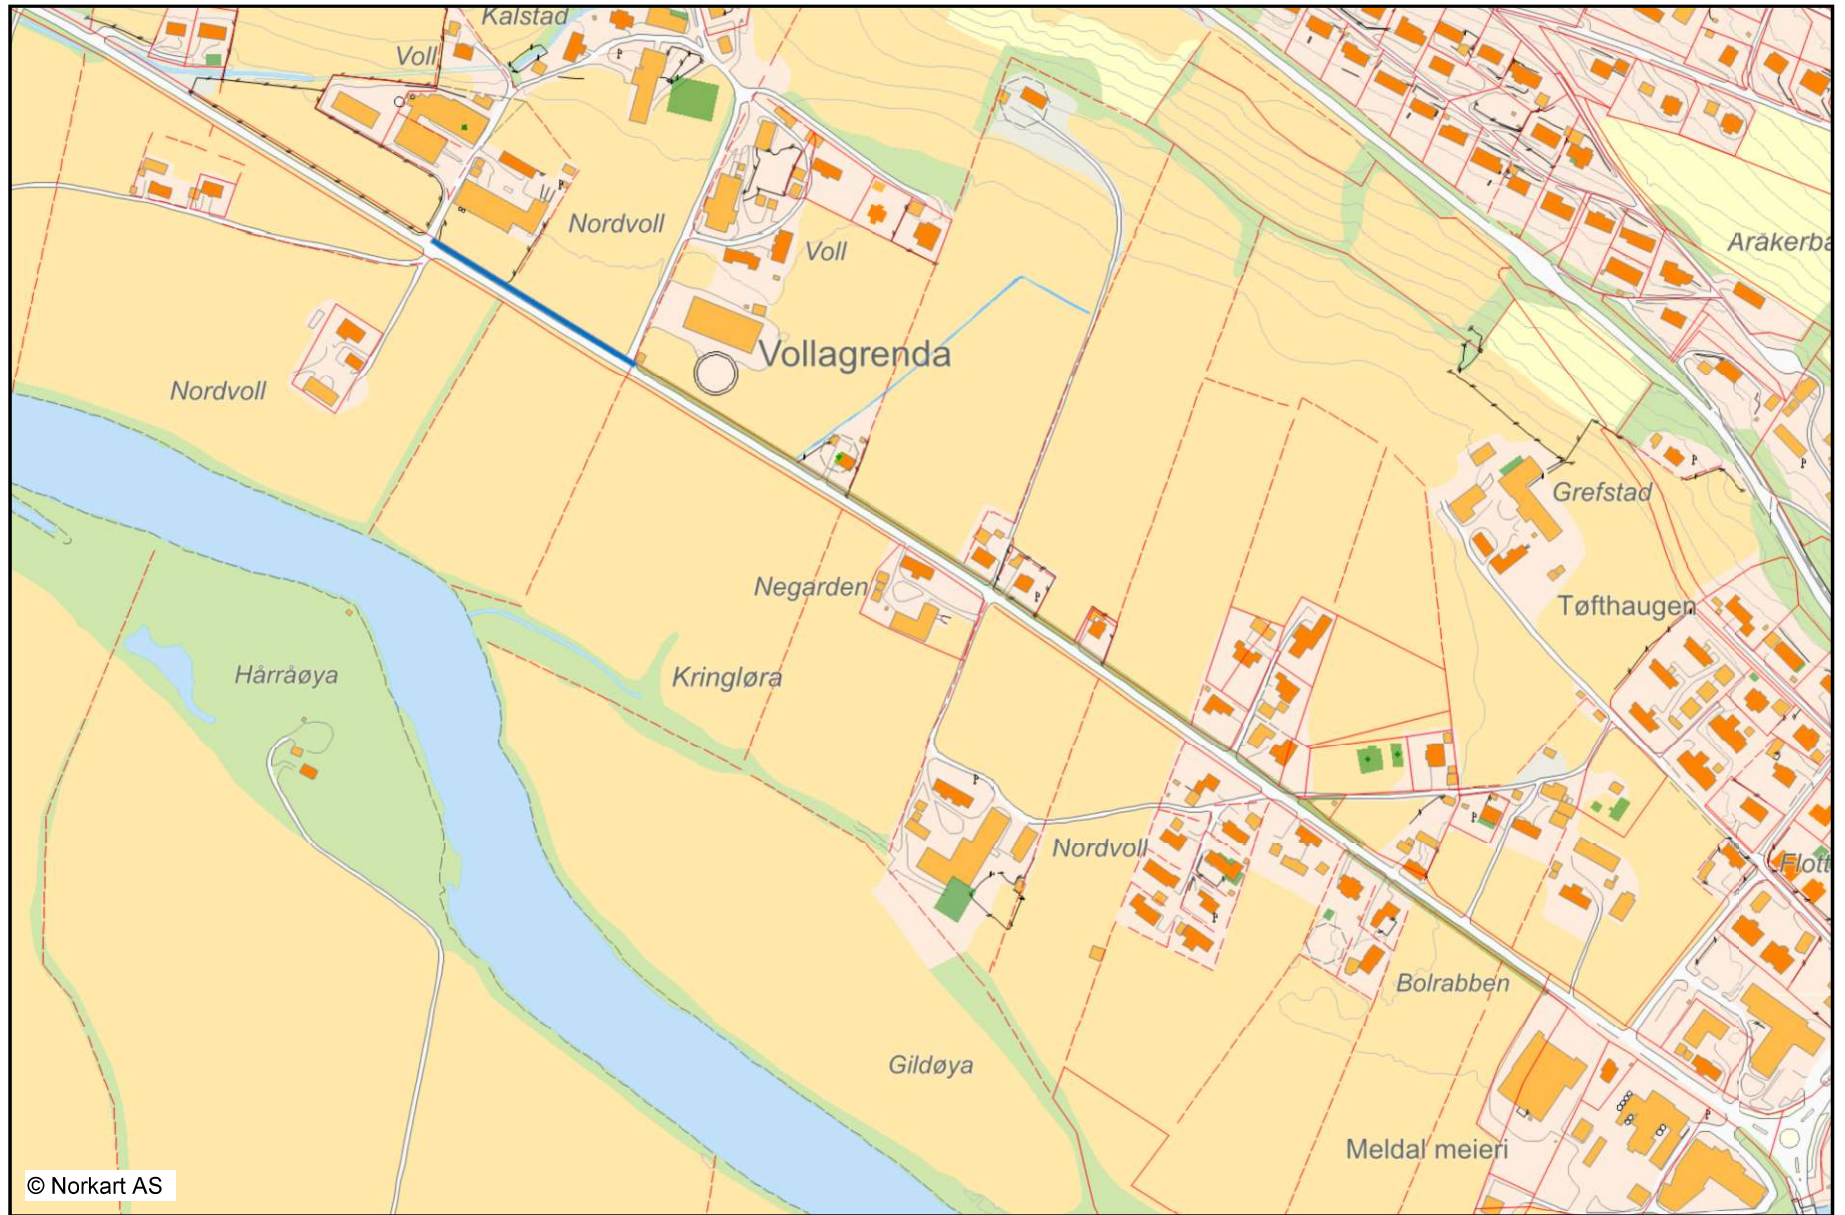 Kalstad
Voll
Nordvoll
Voll
Aråkerba
Vollagrenda
Nordvoll
Grefstad
Negarden
Tøfthaugen
Hårråøya
Kringløra
Nordvoll
Flott
Bolrabben
Gildøya
Meldal meieri
© Norkart AS